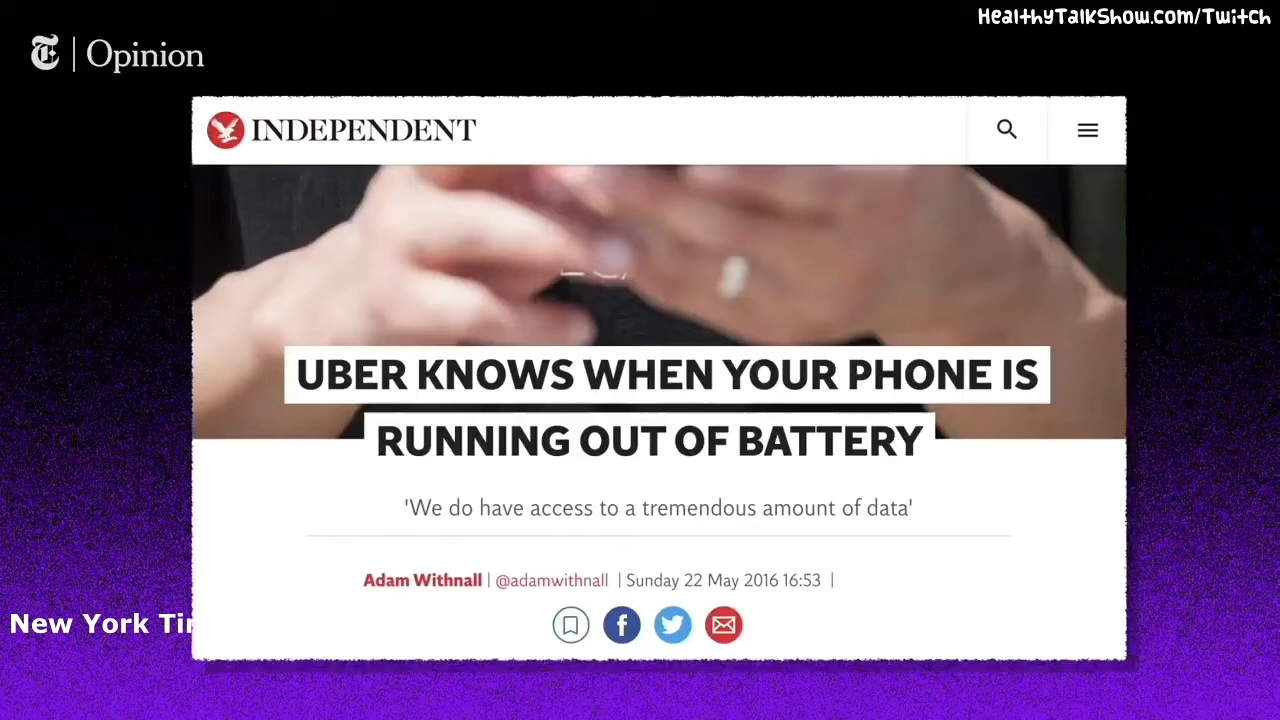 HealthyTalkShow.com/Twitch
Opinion
INDEPENDENT
UBER KNOWS WHEN YOUR PHONE IS
RUNNING OUT OF BATTERY
'We do have access to a tremendous amount of data'
Adam Withnall | @adamwithnall | Sunday 22 May 2016 16:53 |
New York